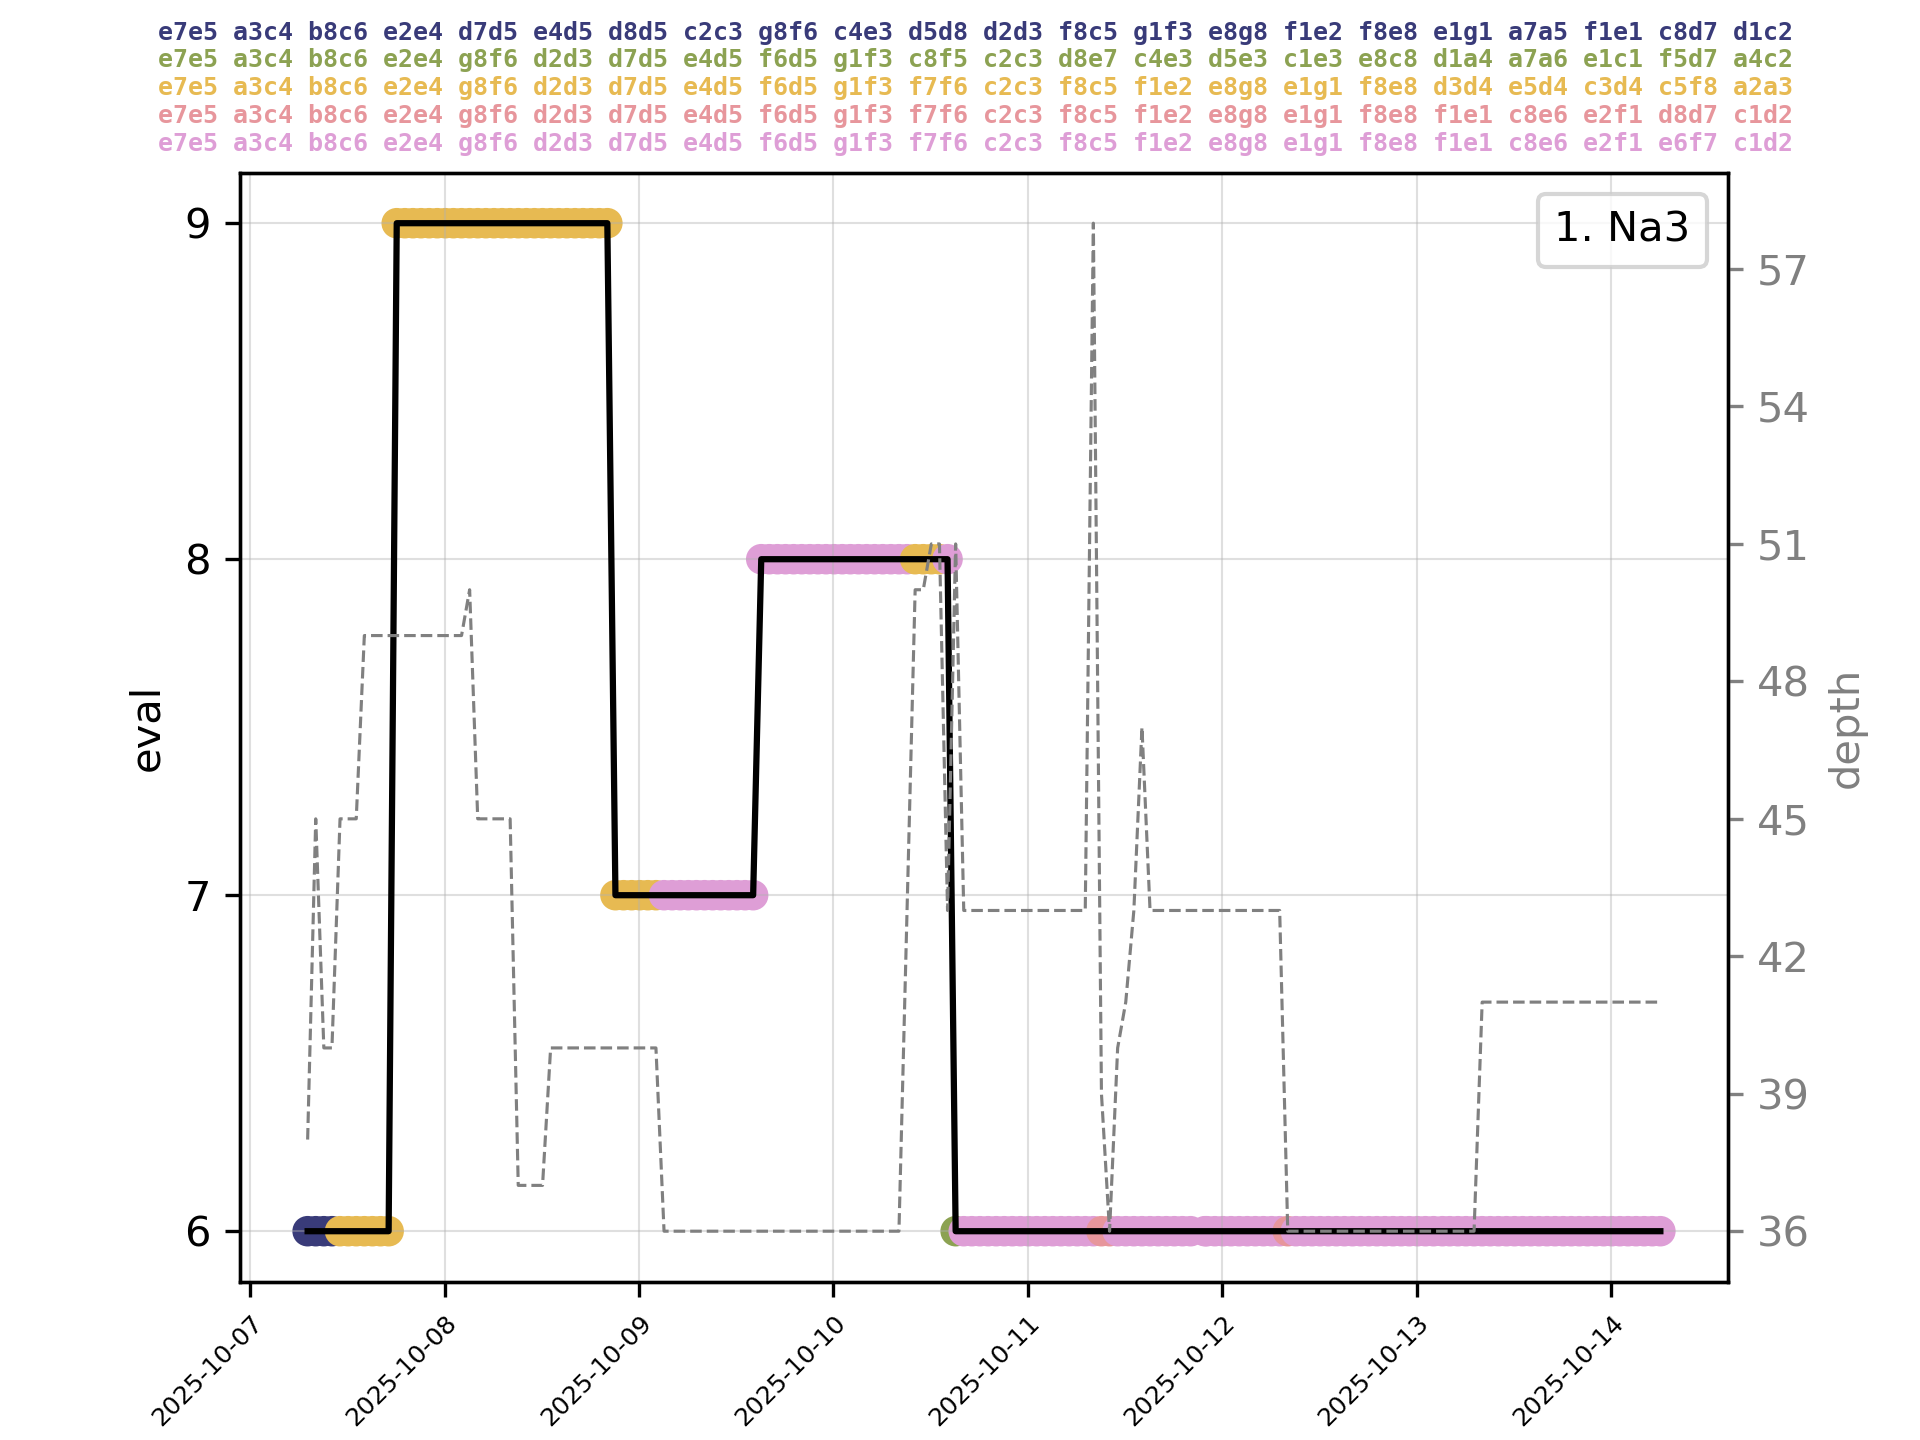 e7e5 a3c4 b8c6 e2e4 d7d5 e4d5 d8d5 c2c3 g8f6 c4e3 d5d8 d2d3 f8c5 g1f3 e8g8 f1e2 f8e8 e1g1 a7a5 f1e1 c8d7 d1c2
e7e5 a3c4 b8c6 e2e4 g8f6 d2d3 d7d5 e4d5 f6d5 g1f3 c8f5 c2c3 d8e7 c4e3 d5e3 c1e3 e8c8 d1a4 a7a6 e1c1 f5d7 a4c2
e7e5 a3c4 b8c6 e2e4 g8f6 d2d3 d7d5 e4d5 f6d5 g1f3 f7f6 c2c3 f8c5 f1e2 e8g8 e1g1 f8e8 d3d4 e5d4 c3d4 c5f8 a2a3
e7e5 a3c4 b8c6 e2e4 g8f6 d2d3 d7d5 e4d5 f6d5 g1f3 f7f6 c2c3 f8c5 f1e2 e8g8 e1g1 f8e8 f1e1 c8e6 e2f1 d8d7 c1d2
e7e5 a3c4 b8c6 e2e4 g8f6 d2d3 d7d5 e4d5 f6d5 g1f3 f7f6 c2c3 f8c5 f1e2 e8g8 e1g1 f8e8 f1e1 c8e6 e2f1 e6f7 c1d2
1. Na3
9
8
7
6
eval
57
54
51
48
45
42
39
36
depth
2025-10-07
2025-10-08
2025-10-09
2025-10-10
2025-10-11
2025-10-12
2025-10-13
2025-10-14